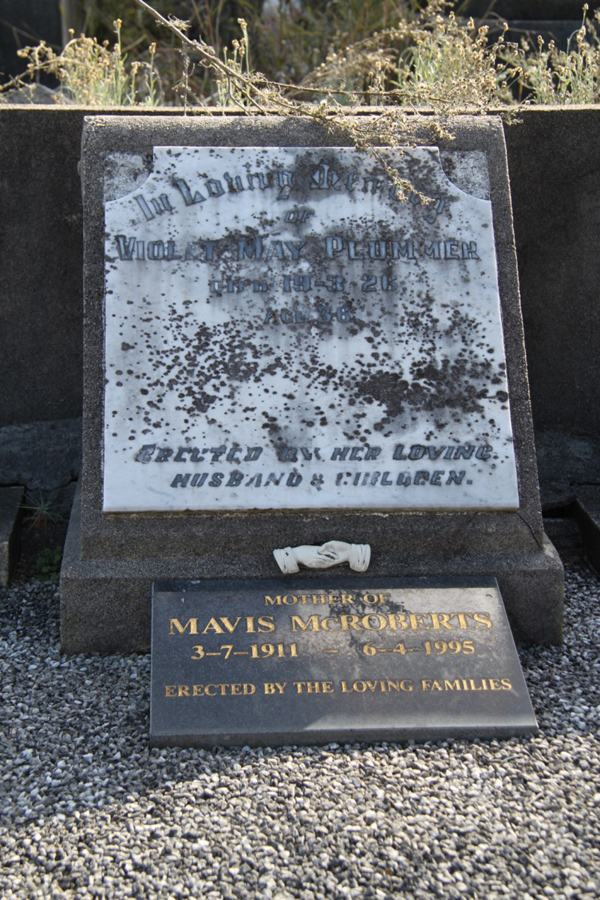 In Loving Memory
of
Violet May Plummer
Died 19-3-26
Aged 36
Erected by her loving
husband & children.
MOTHER OF
MAVIS McROBERTS
3–7–1911 – 6–4–1995
ERECTED BY THE LOVING FAMILIES